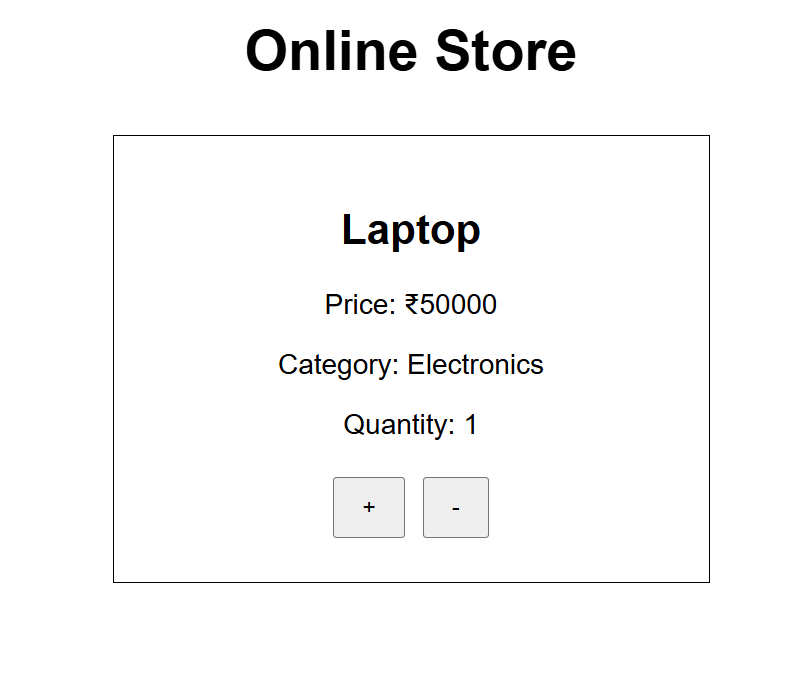 Online Store
Laptop
Price: ₹50000
Category: Electronics
Quantity: 1
+ -